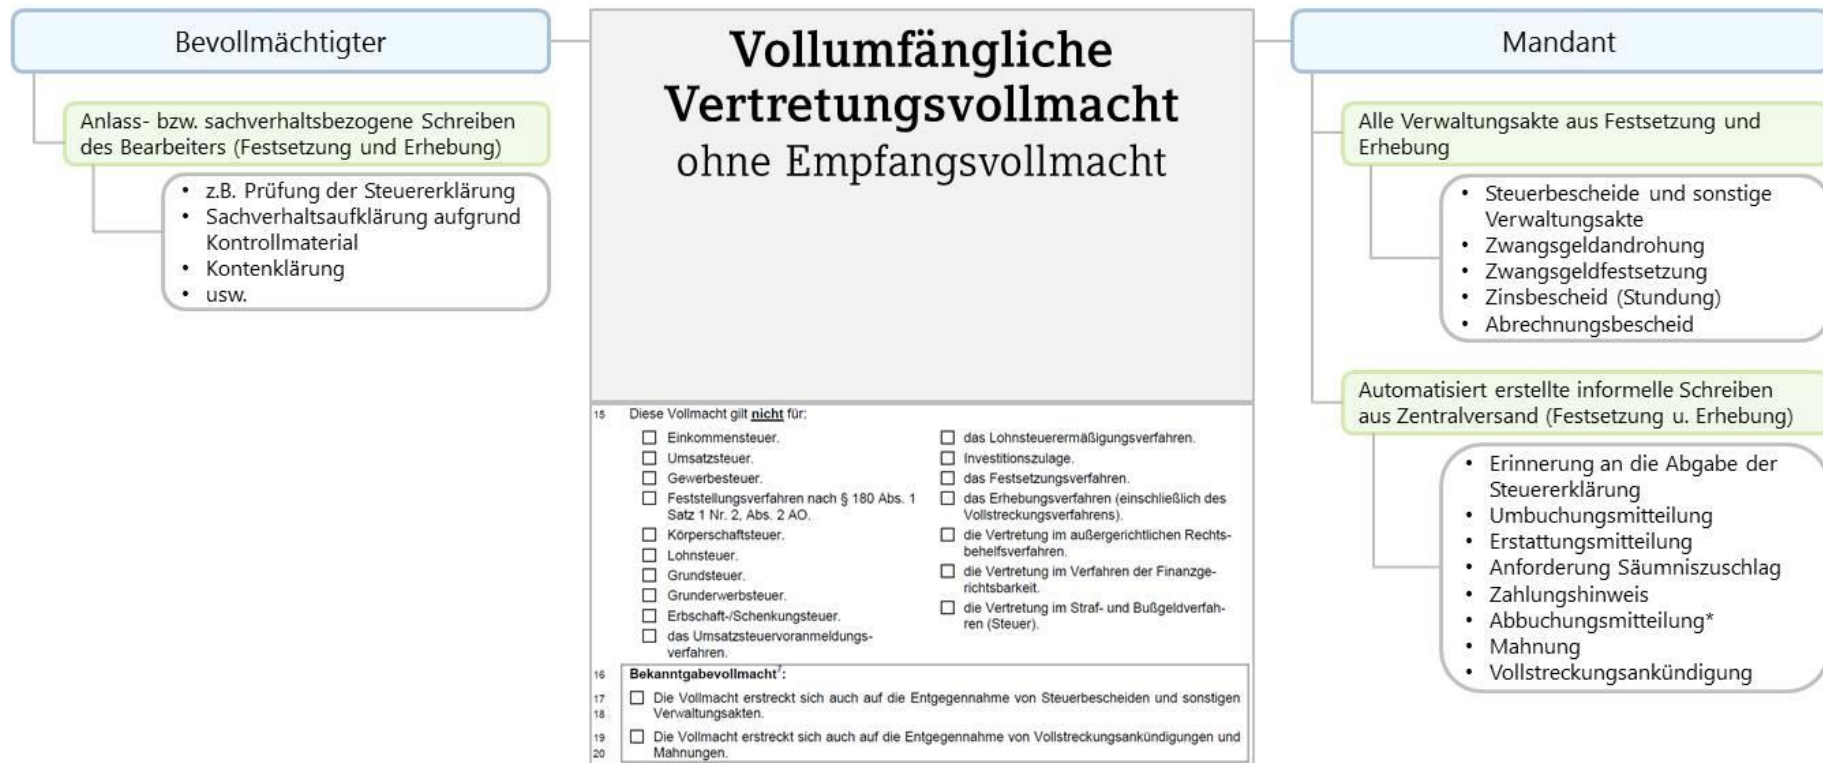 Bevollmächtigter
Anlass- bzw. sachverhaltsbezogene Schreiben
des Bearbeiters (Festsetzung und Erhebung)
• z.B. Prüfung der Steuererklärung
• Sachverhaltsaufklärung aufgrund
Kontrollmaterial
• Kontenklärung
• usw.
Vollumfängliche
Vertretungsvollmacht
ohne Empfangsvollmacht
15 Diese Vollmacht gilt nicht für:
Einkommensteuer.
Umsatzsteuer.
Gewerbesteuer.
Feststellungsverfahren nach § 180 Abs. 1
Satz 1 Nr. 2, Abs. 2 AO.
Körperschaftsteuer.
Lohnsteuer.
Grundsteuer.
Grunderwerbsteuer.
Erbschaft-/Schenkungsteuer.
das Umsatzsteuervoranmeldungs-
verfahren.
das Lohnsteuerermäßigungsverfahren.
Investitionszulage.
das Festsetzungsverfahren.
das Erhebungsverfahren (einschließlich des
Vollstreckungsverfahrens).
die Vertretung im außergerichtlichen Rechts-
behelfsverfahren.
die Vertretung im Verfahren der Finanzge-
richtsbarkeit.
die Vertretung im Straf- und Bußgeldverfah-
ren (Steuer).
16 Bekanntgabevollmacht⁷:
17 Die Vollmacht erstreckt sich auch auf die Entgegennahme von Steuerbescheiden und sonstigen
18 Verwaltungsakten.
19 Die Vollmacht erstreckt sich auch auf die Entgegennahme von Vollstreckungsankündigungen und
20 Mahnungen.
Mandant
Alle Verwaltungsakte aus Festsetzung und
Erhebung
• Steuerbescheide und sonstige
Verwaltungsakte
• Zwangsgeldandrohung
• Zwangsgeldfestsetzung
• Zinsbescheid (Stundung)
• Abrechnungsbescheid
Automatisiert erstellte informelle Schreiben
aus Zentralversand (Festsetzung u. Erhebung)
• Erinnerung an die Abgabe der
Steuererklärung
• Umbuchungsmitteilung
• Erstattungsmitteilung
• Anforderung Säumniszuschlag
• Zahlungshinweis
• Abbuchungsmitteilung*
• Mahnung
• Vollstreckungsankündigung